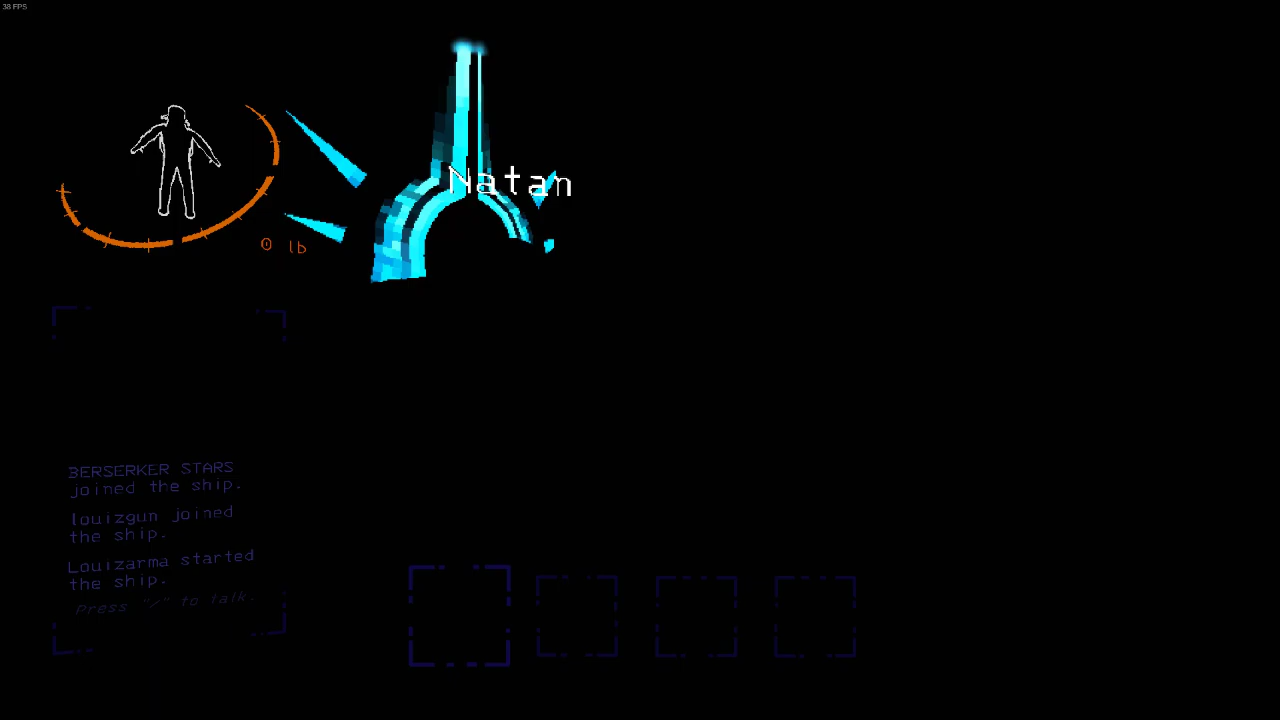 38 FPS
Natan
0 lb
BERSERKER STARS
joined the ship.
louizgun joined
the ship.
Louizarma started
the ship.
Press "/" to talk.